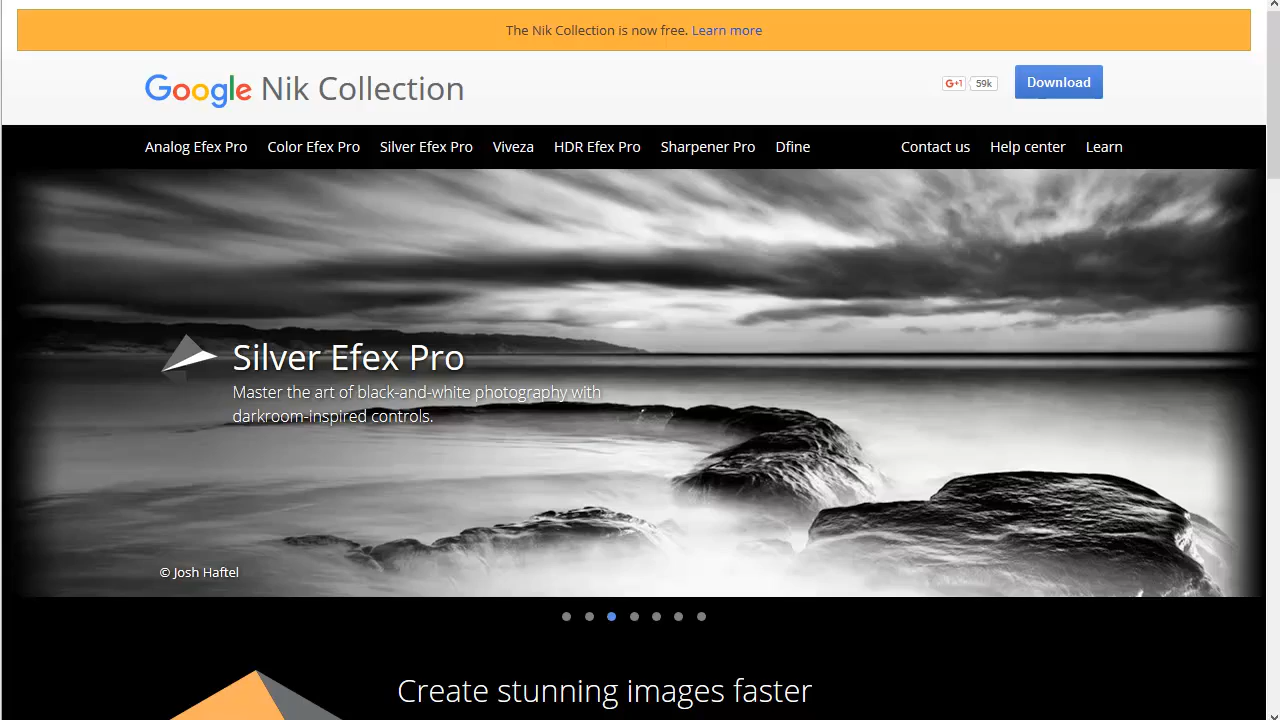 The Nik Collection is now free. Learn more
Google Nik Collection
G+1 59k
Download
Analog Efex Pro Color Efex Pro Silver Efex Pro Viveza HDR Efex Pro Sharpener Pro Dfine Contact us Help center Learn
Silver Efex Pro
Master the art of black-and-white photography with
darkroom-inspired controls.
© Josh Haftel
Create stunning images faster